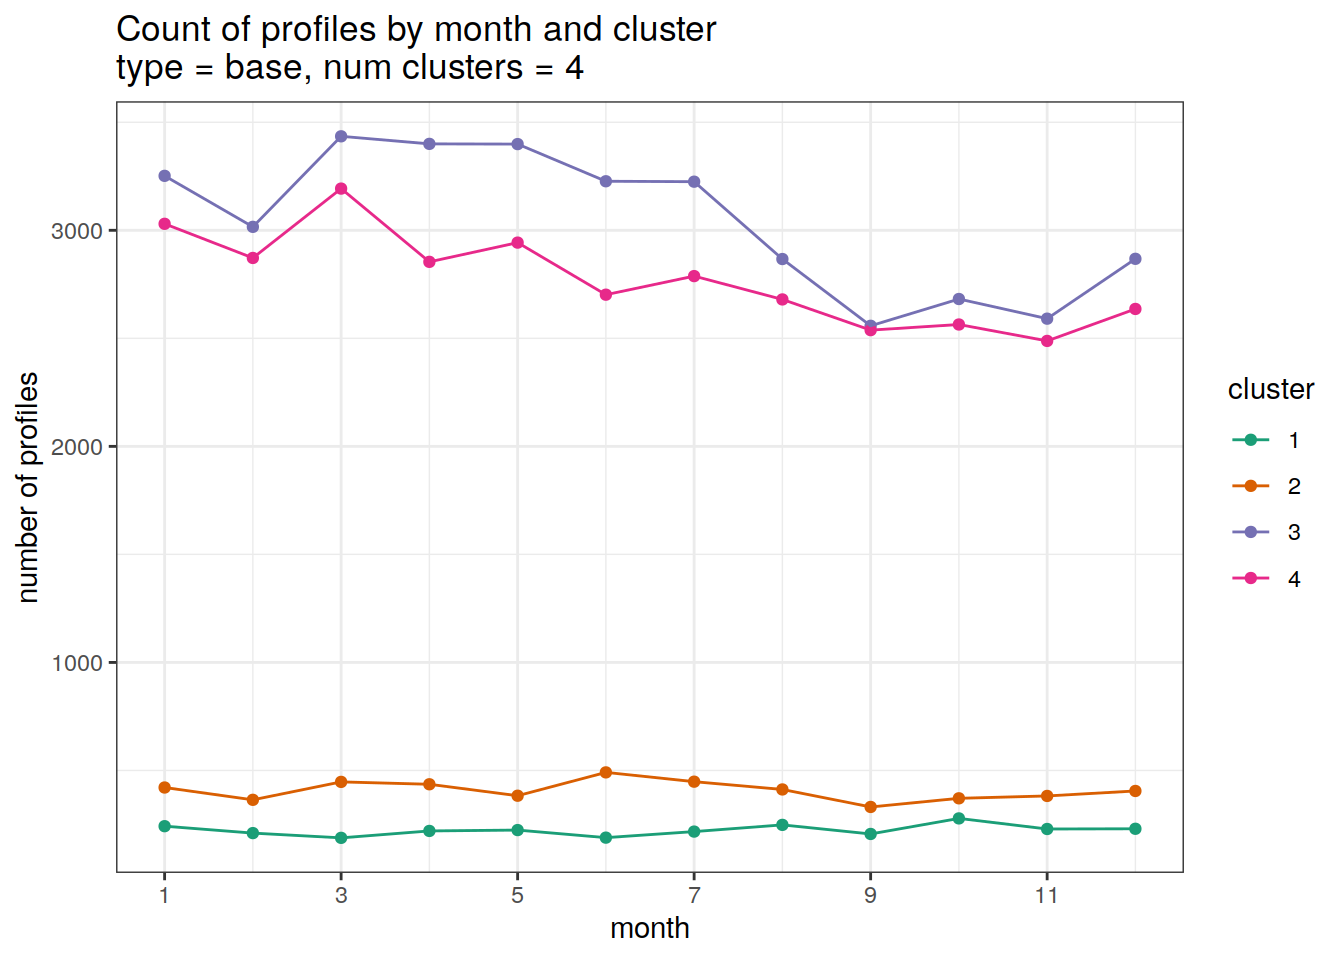 Count of profiles by month and cluster
type = base, num clusters = 4
3000
2000
1000
number of profiles
1
3
5
7
9
11
month
cluster
1
2
3
4